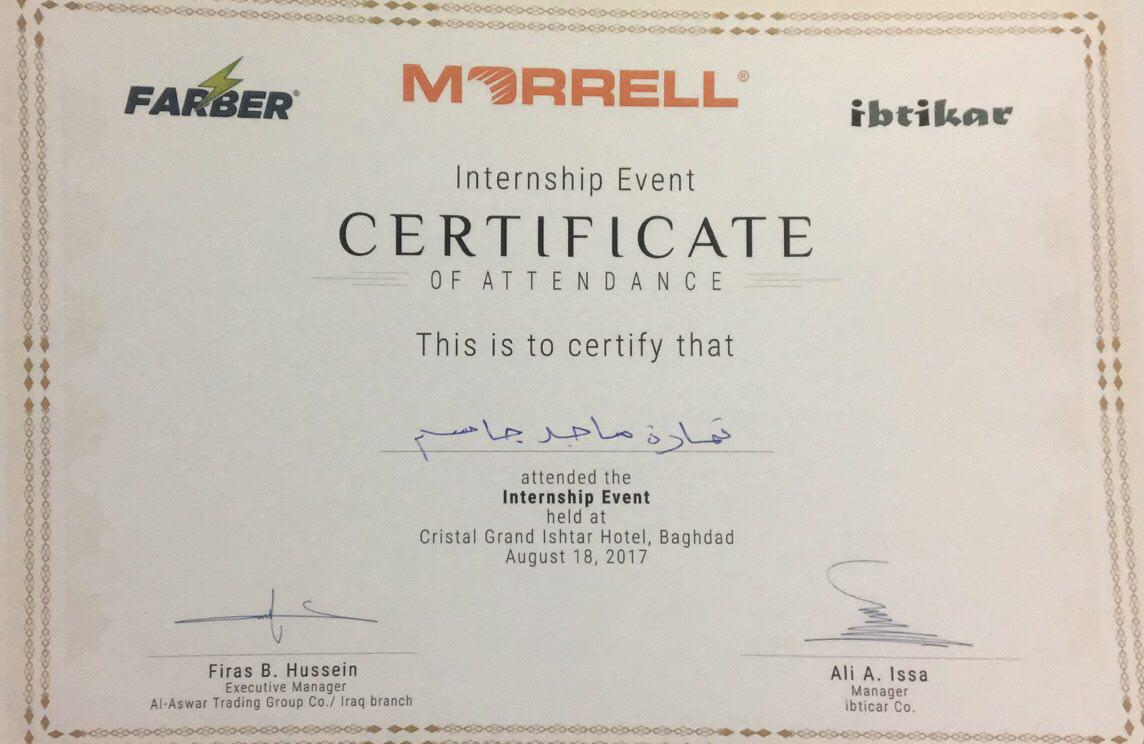 FARBER®
MORRELL®
ibtikar
Internship Event
CERTIFICATE
OF ATTENDANCE
This is to certify that
تمارة ماجد جاسم
attended the
Internship Event
held at
Cristal Grand Ishtar Hotel, Baghdad
August 18, 2017
Firas B. Hussein
Executive Manager
Al-Aswar Trading Group Co./ Iraq branch
Ali A. Issa
Manager
ibticar Co.